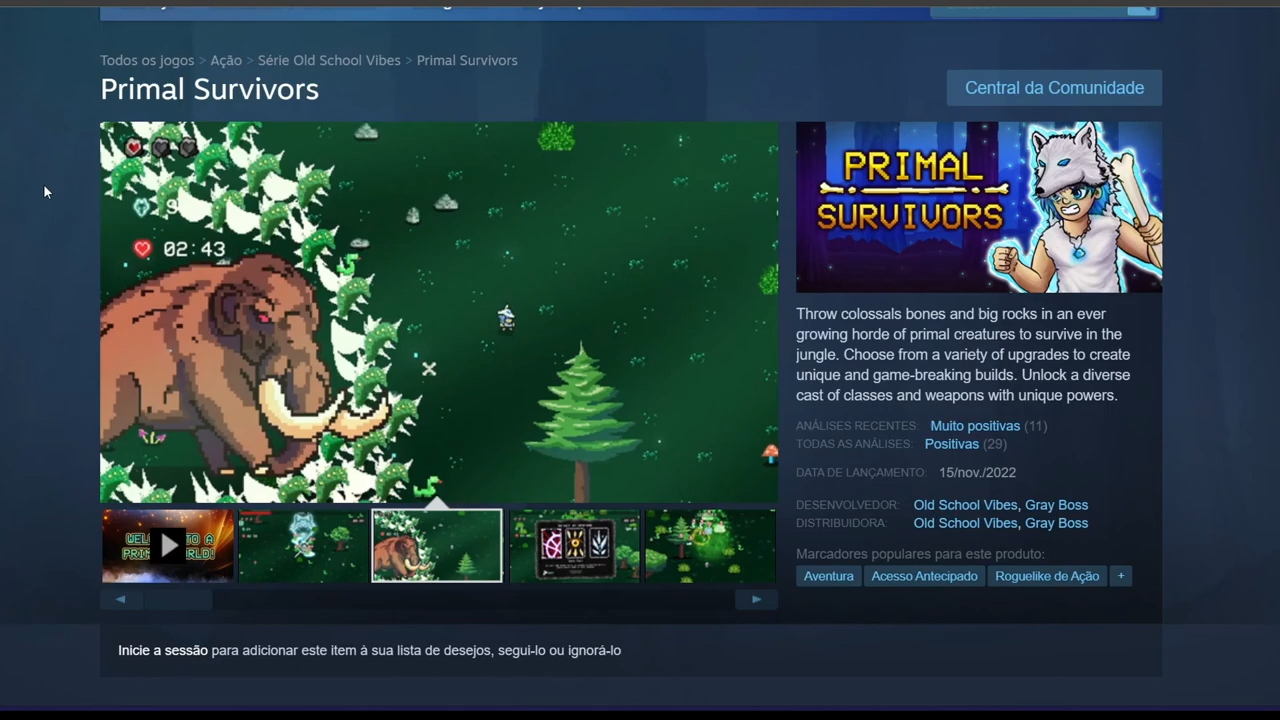 Todos os jogos > Ação > Série Old School Vibes > Primal Survivors
Primal Survivors
Central da Comunidade
02:43
PRIMAL
SURVIVORS
Throw colossals bones and big rocks in an ever
growing horde of primal creatures to survive in the
jungle. Choose from a variety of upgrades to create
unique and game-breaking builds. Unlock a diverse
cast of classes and weapons with unique powers.
ANÁLISES RECENTES: Muito positivas (11)
TODAS AS ANÁLISES: Positivas (29)
DATA DE LANÇAMENTO: 15/nov./2022
DESENVOLVEDOR: Old School Vibes, Gray Boss
DISTRIBUIDORA: Old School Vibes, Gray Boss
Marcadores populares para este produto:
Aventura Acesso Antecipado Roguelike de Ação +
Inicie a sessão para adicionar este item à sua lista de desejos, segui-lo ou ignorá-lo